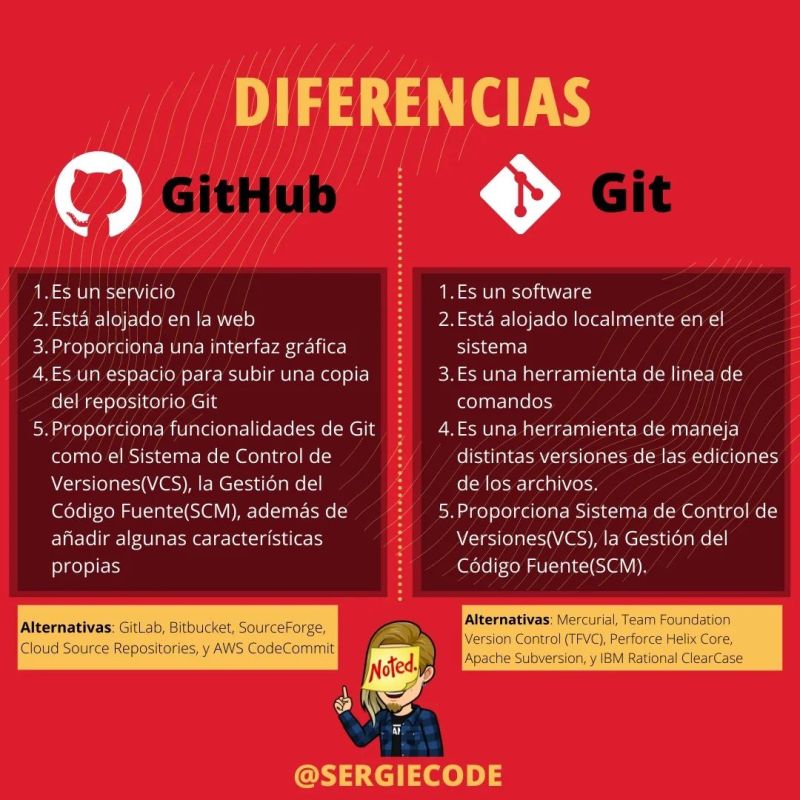 DIFERENCIAS
GitHub
1. Es un servicio
2. Está alojado en la web
3. Proporciona una interfaz gráfica
4. Es un espacio para subir una copia
del repositorio Git
5. Proporciona funcionalidades de Git
como el Sistema de Control de
Versiones(VCS), la Gestión del
Código Fuente(SCM), además de
añadir algunas características
propias
Alternativas: GitLab, Bitbucket, SourceForge,
Cloud Source Repositories, y AWS CodeCommit
Git
1. Es un software
2. Está alojado localmente en el
sistema
3. Es una herramienta de linea de
comandos
4. Es una herramienta de maneja
distintas versiones de las ediciones
de los archivos.
5. Proporciona Sistema de Control de
Versiones(VCS), la Gestión del
Código Fuente(SCM).
Alternativas: Mercurial, Team Foundation
Version Control (TFVC), Perforce Helix Core,
Apache Subversion, y IBM Rational ClearCase
Noted.
@SERGIECODE